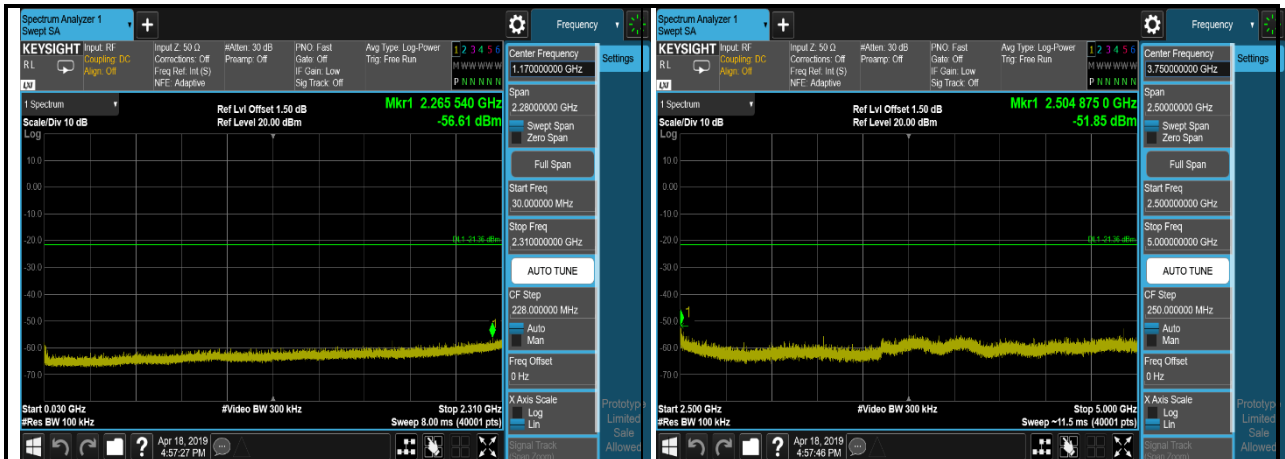 Spectrum Analyzer 1
Swept SA
+
Frequency
KEYSIGHT
RL
Input: RF
Coupling: DC
Align: Off
Input Z: 50 Ω
Corrections: Off
Freq Ref: Int (S)
NFE: Adaptive
#Atten: 30 dB
Preamp: Off
PNO: Fast
Gate: Off
IF Gain: Low
Sig Track: Off
Avg Type: Log-Power
Trig: Free Run
1 2 3 4 5 6
M W W W W W
P N N N N N
Center Frequency
1.170000000 GHz
Settings
Span
2.28000000 GHz
Swept Span
Zero Span
Full Span
Start Freq
30.000000 MHz
Stop Freq
2.310000000 GHz
AUTO TUNE
CF Step
228.000000 MHz
Auto
Man
Freq Offset
0 Hz
X Axis Scale
Log
Lin
Signal Track
(Span Zoom)
1 Spectrum
Scale/Div 10 dB
Log
Ref Lvl Offset 1.50 dB
Ref Level 20.00 dBm
Mkr1 2.265 540 GHz
-56.61 dBm
10.0
0.00
-10.0
-20.0
-30.0
-40.0
-50.0
-60.0
-70.0
DL1 -21.36 dBm
1
Start 0.030 GHz
#Res BW 100 kHz
#Video BW 300 kHz
Stop 2.310 GHz
Sweep 8.00 ms (40001 pts)
Apr 18, 2019
4:57:27 PM
?
Prototype
Limited
Sale
Allowed
Spectrum Analyzer 1
Swept SA
+
Frequency
KEYSIGHT
RL
Input: RF
Coupling: DC
Align: Off
Input Z: 50 Ω
Corrections: Off
Freq Ref: Int (S)
NFE: Adaptive
#Atten: 30 dB
Preamp: Off
PNO: Fast
Gate: Off
IF Gain: Low
Sig Track: Off
Avg Type: Log-Power
Trig: Free Run
1 2 3 4 5 6
M W W W W W
P N N N N N
Center Frequency
3.750000000 GHz
Settings
Span
2.50000000 GHz
Swept Span
Zero Span
Full Span
Start Freq
2.500000000 GHz
Stop Freq
5.000000000 GHz
AUTO TUNE
CF Step
250.000000 MHz
Auto
Man
Freq Offset
0 Hz
X Axis Scale
Log
Lin
Signal Track
(Span Zoom)
1 Spectrum
Scale/Div 10 dB
Log
Ref Lvl Offset 1.50 dB
Ref Level 20.00 dBm
Mkr1 2.504 875 0 GHz
-51.85 dBm
10.0
0.00
-10.0
-20.0
-30.0
-40.0
-50.0
-60.0
-70.0
DL1 -21.36 dBm
1
Start 2.500 GHz
#Res BW 100 kHz
#Video BW 300 kHz
Stop 5.000 GHz
Sweep ~11.5 ms (40001 pts)
Apr 18, 2019
4:57:46 PM
?
Prototype
Limited
Sale
Allowed